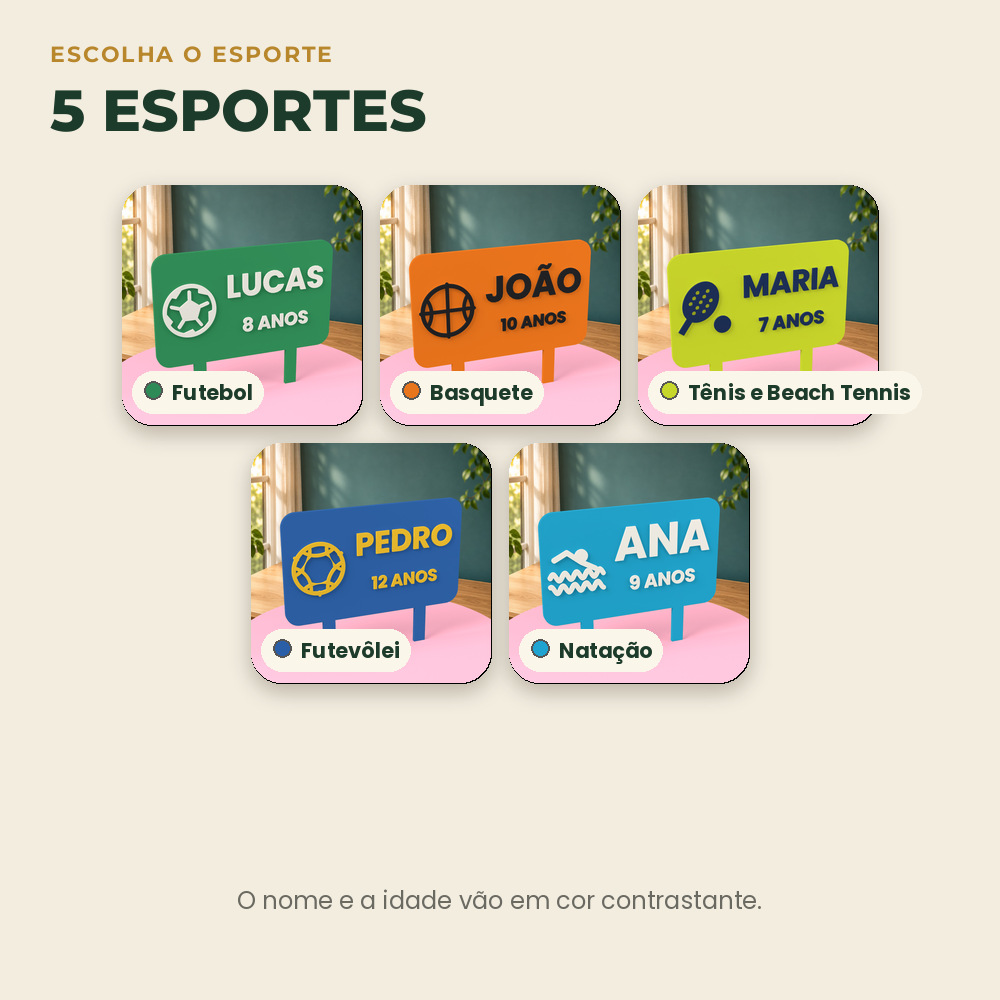 ESCOLHA O ESPORTE
5 ESPORTES
LUCAS
8 ANOS
Futebol
JOÃO
10 ANOS
Basquete
MARIA
7 ANOS
Tênis e Beach Tennis
PEDRO
12 ANOS
Futevôlei
ANA
9 ANOS
Natação
O nome e a idade vão em cor contrastante.